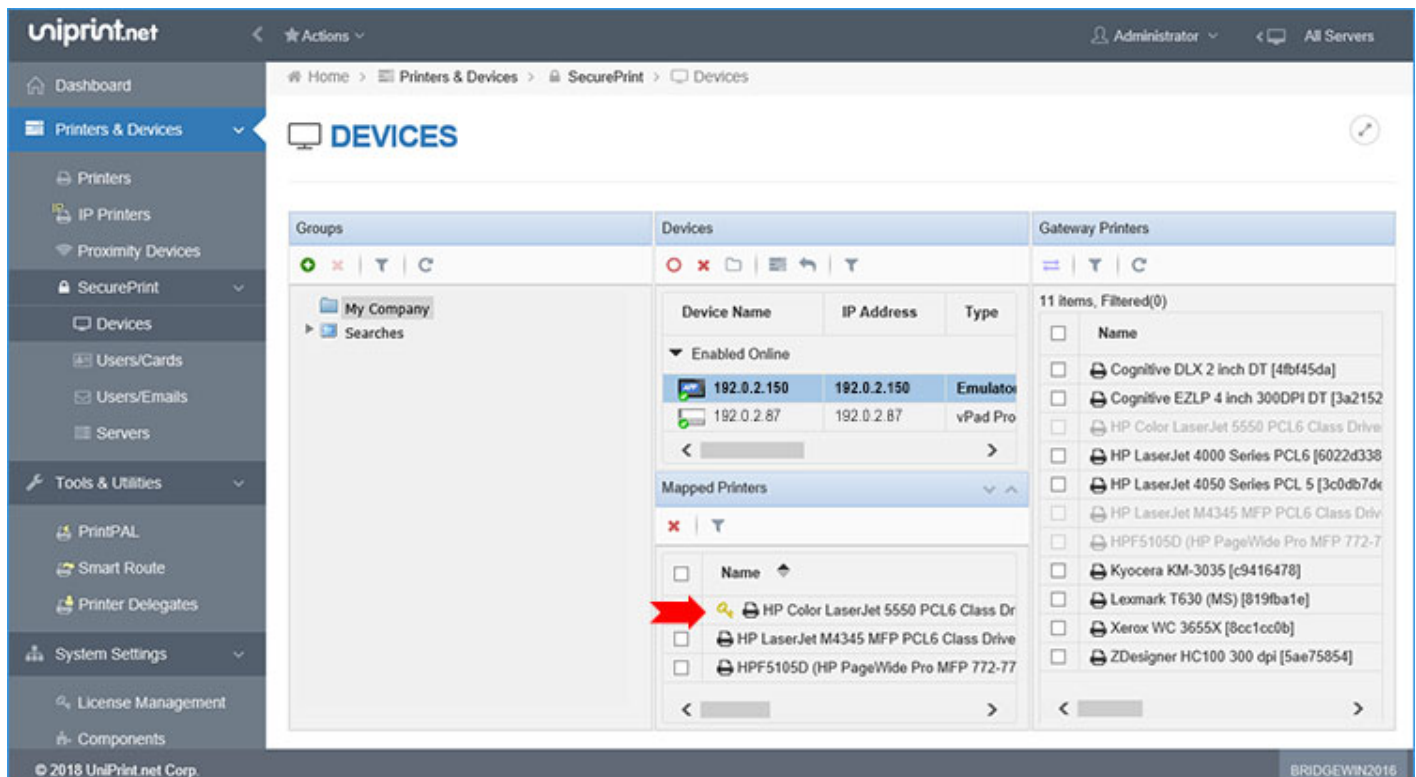 uniprint.net
Actions
Administrator
All Servers
Home > Printers & Devices > SecurePrint > Devices
Dashboard
Printers & Devices
Printers
IP Printers
Proximity Devices
SecurePrint
Devices
Users/Cards
Users/Emails
Servers
Tools & Utilities
PrintPAL
Smart Route
Printer Delegates
System Settings
License Management
Components
DEVICES
Groups
My Company
Searches
Devices
Device Name IP Address Type
Enabled Online
192.0.2.150 192.0.2.150 Emulator
192.0.2.87 192.0.2.87 vPad Pro
Mapped Printers
Name
HP Color LaserJet 5550 PCL6 Class Dr
HP LaserJet M4345 MFP PCL6 Class Drive
HPF5105D (HP PageWide Pro MFP 772-77
Gateway Printers
11 items, Filtered(0)
Name
Cognitive DLX 2 inch DT [4fbf45da]
Cognitive EZLP 4 inch 300DPI DT [3a2152
HP Color LaserJet 5550 PCL6 Class Drive
HP LaserJet 4000 Series PCL6 [6022d338
HP LaserJet 4050 Series PCL 5 [3c0db7de
HP LaserJet M4345 MFP PCL6 Class Driv
HPF5105D (HP PageWide Pro MFP 772-7
Kyocera KM-3035 [c9416478]
Lexmark T630 (MS) [819fba1e]
Xerox WC 3655X [8cc1cc0b]
ZDesigner HC100 300 dpi [5ae75854]
© 2018 UniPrint.net Corp.
BRIDGEWIN2016